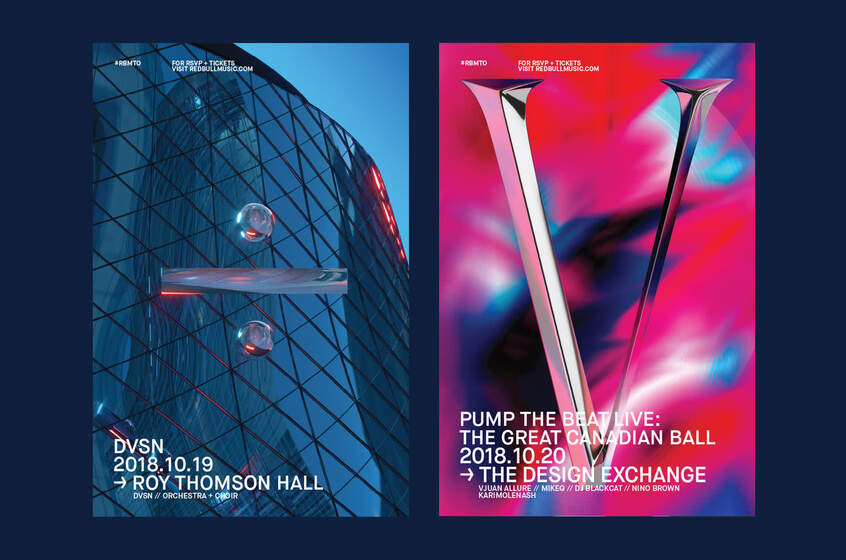 #RBMTO
FOR RSVP + TICKETS
VISIT REDBULLMUSIC.COM
DVSN
2018.10.19
→ ROY THOMSON HALL
DVSN // ORCHESTRA + CHOIR
#RBMTO
FOR RSVP + TICKETS
VISIT REDBULLMUSIC.COM
V
PUMP THE BEAT LIVE:
THE GREAT CANADIAN BALL
2018.10.20
→ THE DESIGN EXCHANGE
VJUAN ALLURE // MIKEQ // DJ BLACKCAT // NINO BROWN
KARIMOLENASH